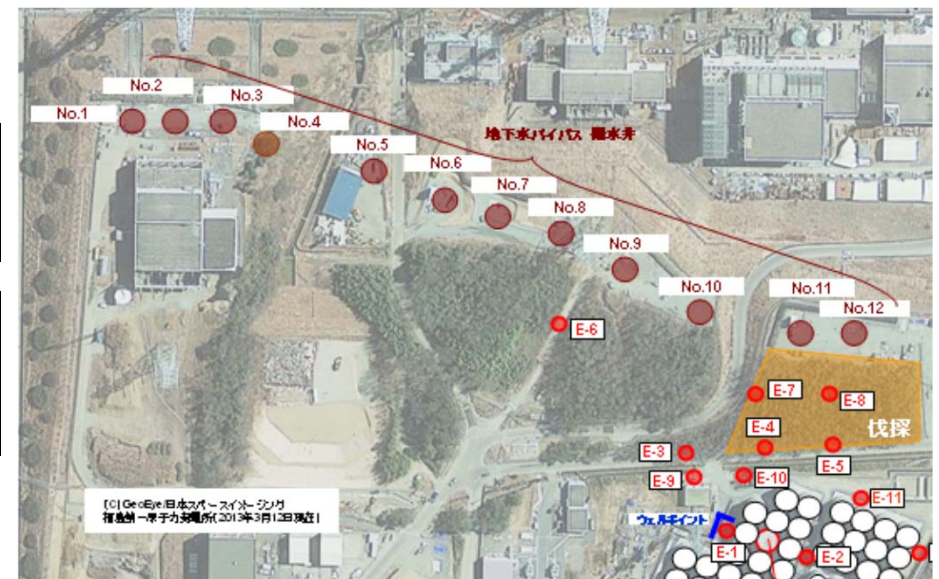 No.1
No.2
No.3
No.4
No.5
No.6
No.7
No.8
No.9
No.10
No.11
No.12
地下水バイパス 揚水井
E-6
E-7
E-8
E-4
伐採
E-3
E-5
E-9
E-10
E-11
ウェルポイント
E-1
E-2
(C)GeoEye/日本スペースイメージング
福島第一原子力発電所(2013年3月12日現在)